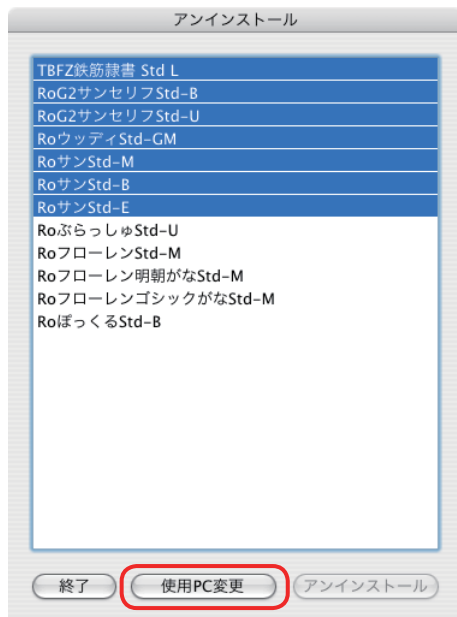 アンインストール
TBFZ鉄筋隷書 Std L
RoG2サンセリフStd-B
RoG2サンセリフStd-U
RoウッディStd-GM
RoサンStd-M
RoサンStd-B
RoサンStd-E
RoぶらっしゅStd-U
RoフローレンStd-M
Roフローレン明朝がなStd-M
RoフローレンゴシックがなStd-M
RoぽっくるStd-B
終了 使用PC変更 アンインストール